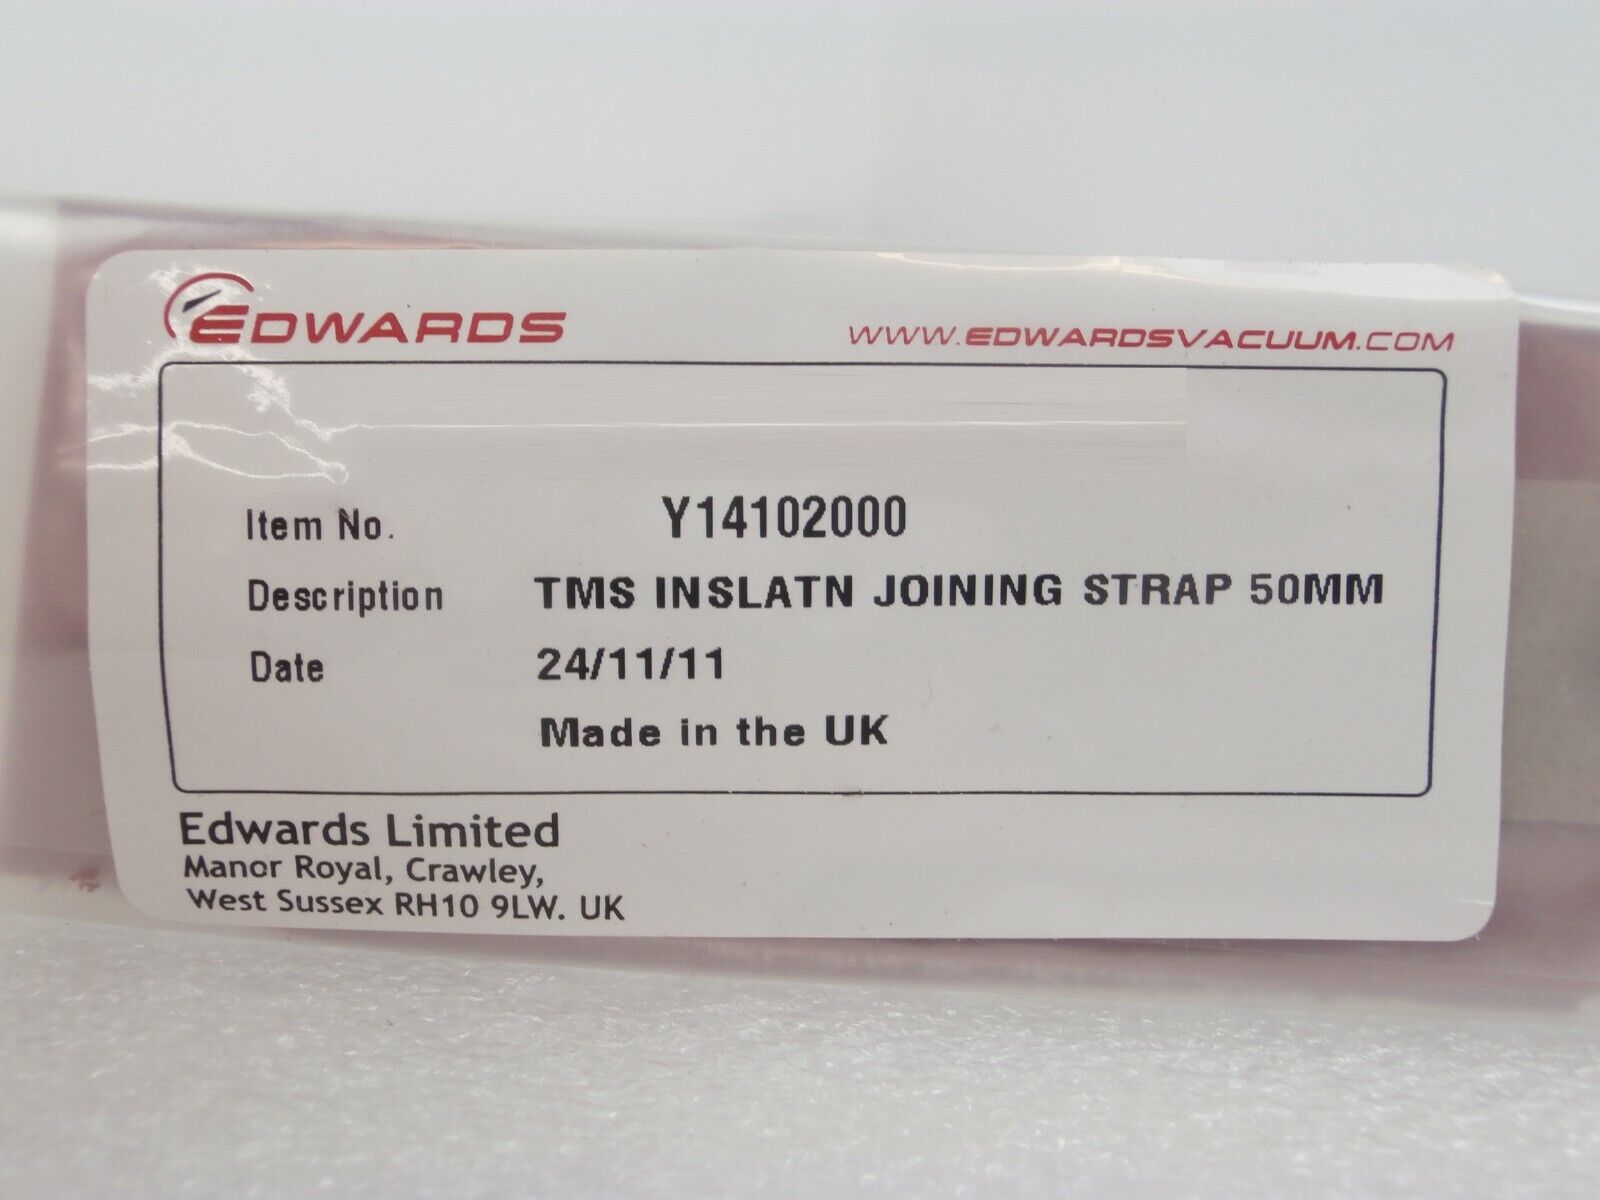 EDWARDS
WWW.EDWARDSVACUUM.COM
Item No. Y14102000
Description TMS INSLATN JOINING STRAP 50MM
Date 24/11/11
Made in the UK
Edwards Limited
Manor Royal, Crawley,
West Sussex RH10 9LW. UK